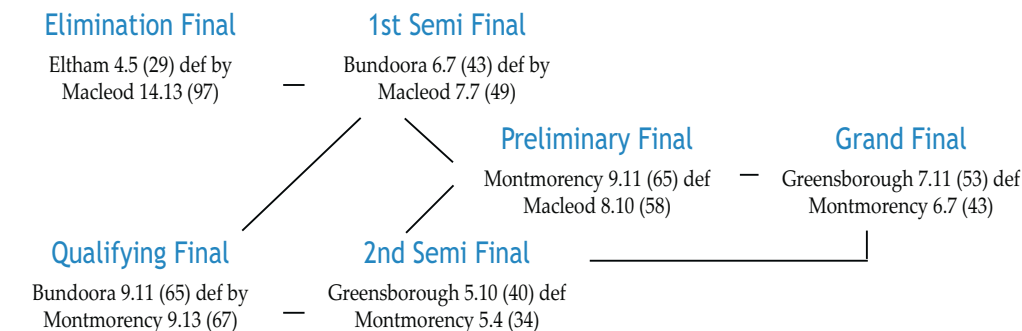 Elimination Final
Eltham 4.5 (29) def by
Macleod 14.13 (97)
1st Semi Final
Bundoora 6.7 (43) def by
Macleod 7.7 (49)
Preliminary Final
Montmorency 9.11 (65) def
Macleod 8.10 (58)
Grand Final
Greensborough 7.11 (53) def
Montmorency 6.7 (43)
Qualifying Final
Bundoora 9.11 (65) def by
Montmorency 9.13 (67)
2nd Semi Final
Greensborough 5.10 (40) def
Montmorency 5.4 (34)